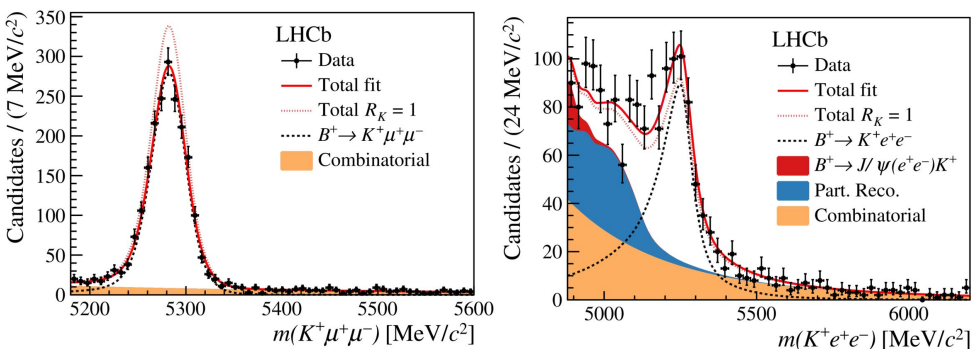 Candidates / (7 MeV/c²)
350
300
250
200
150
100
50
0
LHCb
Data
Total fit
Total R_K = 1
B⁺→ K⁺μ⁺μ⁻
Combinatorial
5200 5300 5400 5500 5600
m(K⁺μ⁺μ⁻) [MeV/c²]
Candidates / (24 MeV/c²)
100
80
60
40
20
0
LHCb
Data
Total fit
Total R_K = 1
B⁺→ K⁺e⁺e⁻
B⁺→ J/ψ(e⁺e⁻)K⁺
Part. Reco.
Combinatorial
5000 5500 6000
m(K⁺e⁺e⁻) [MeV/c²]